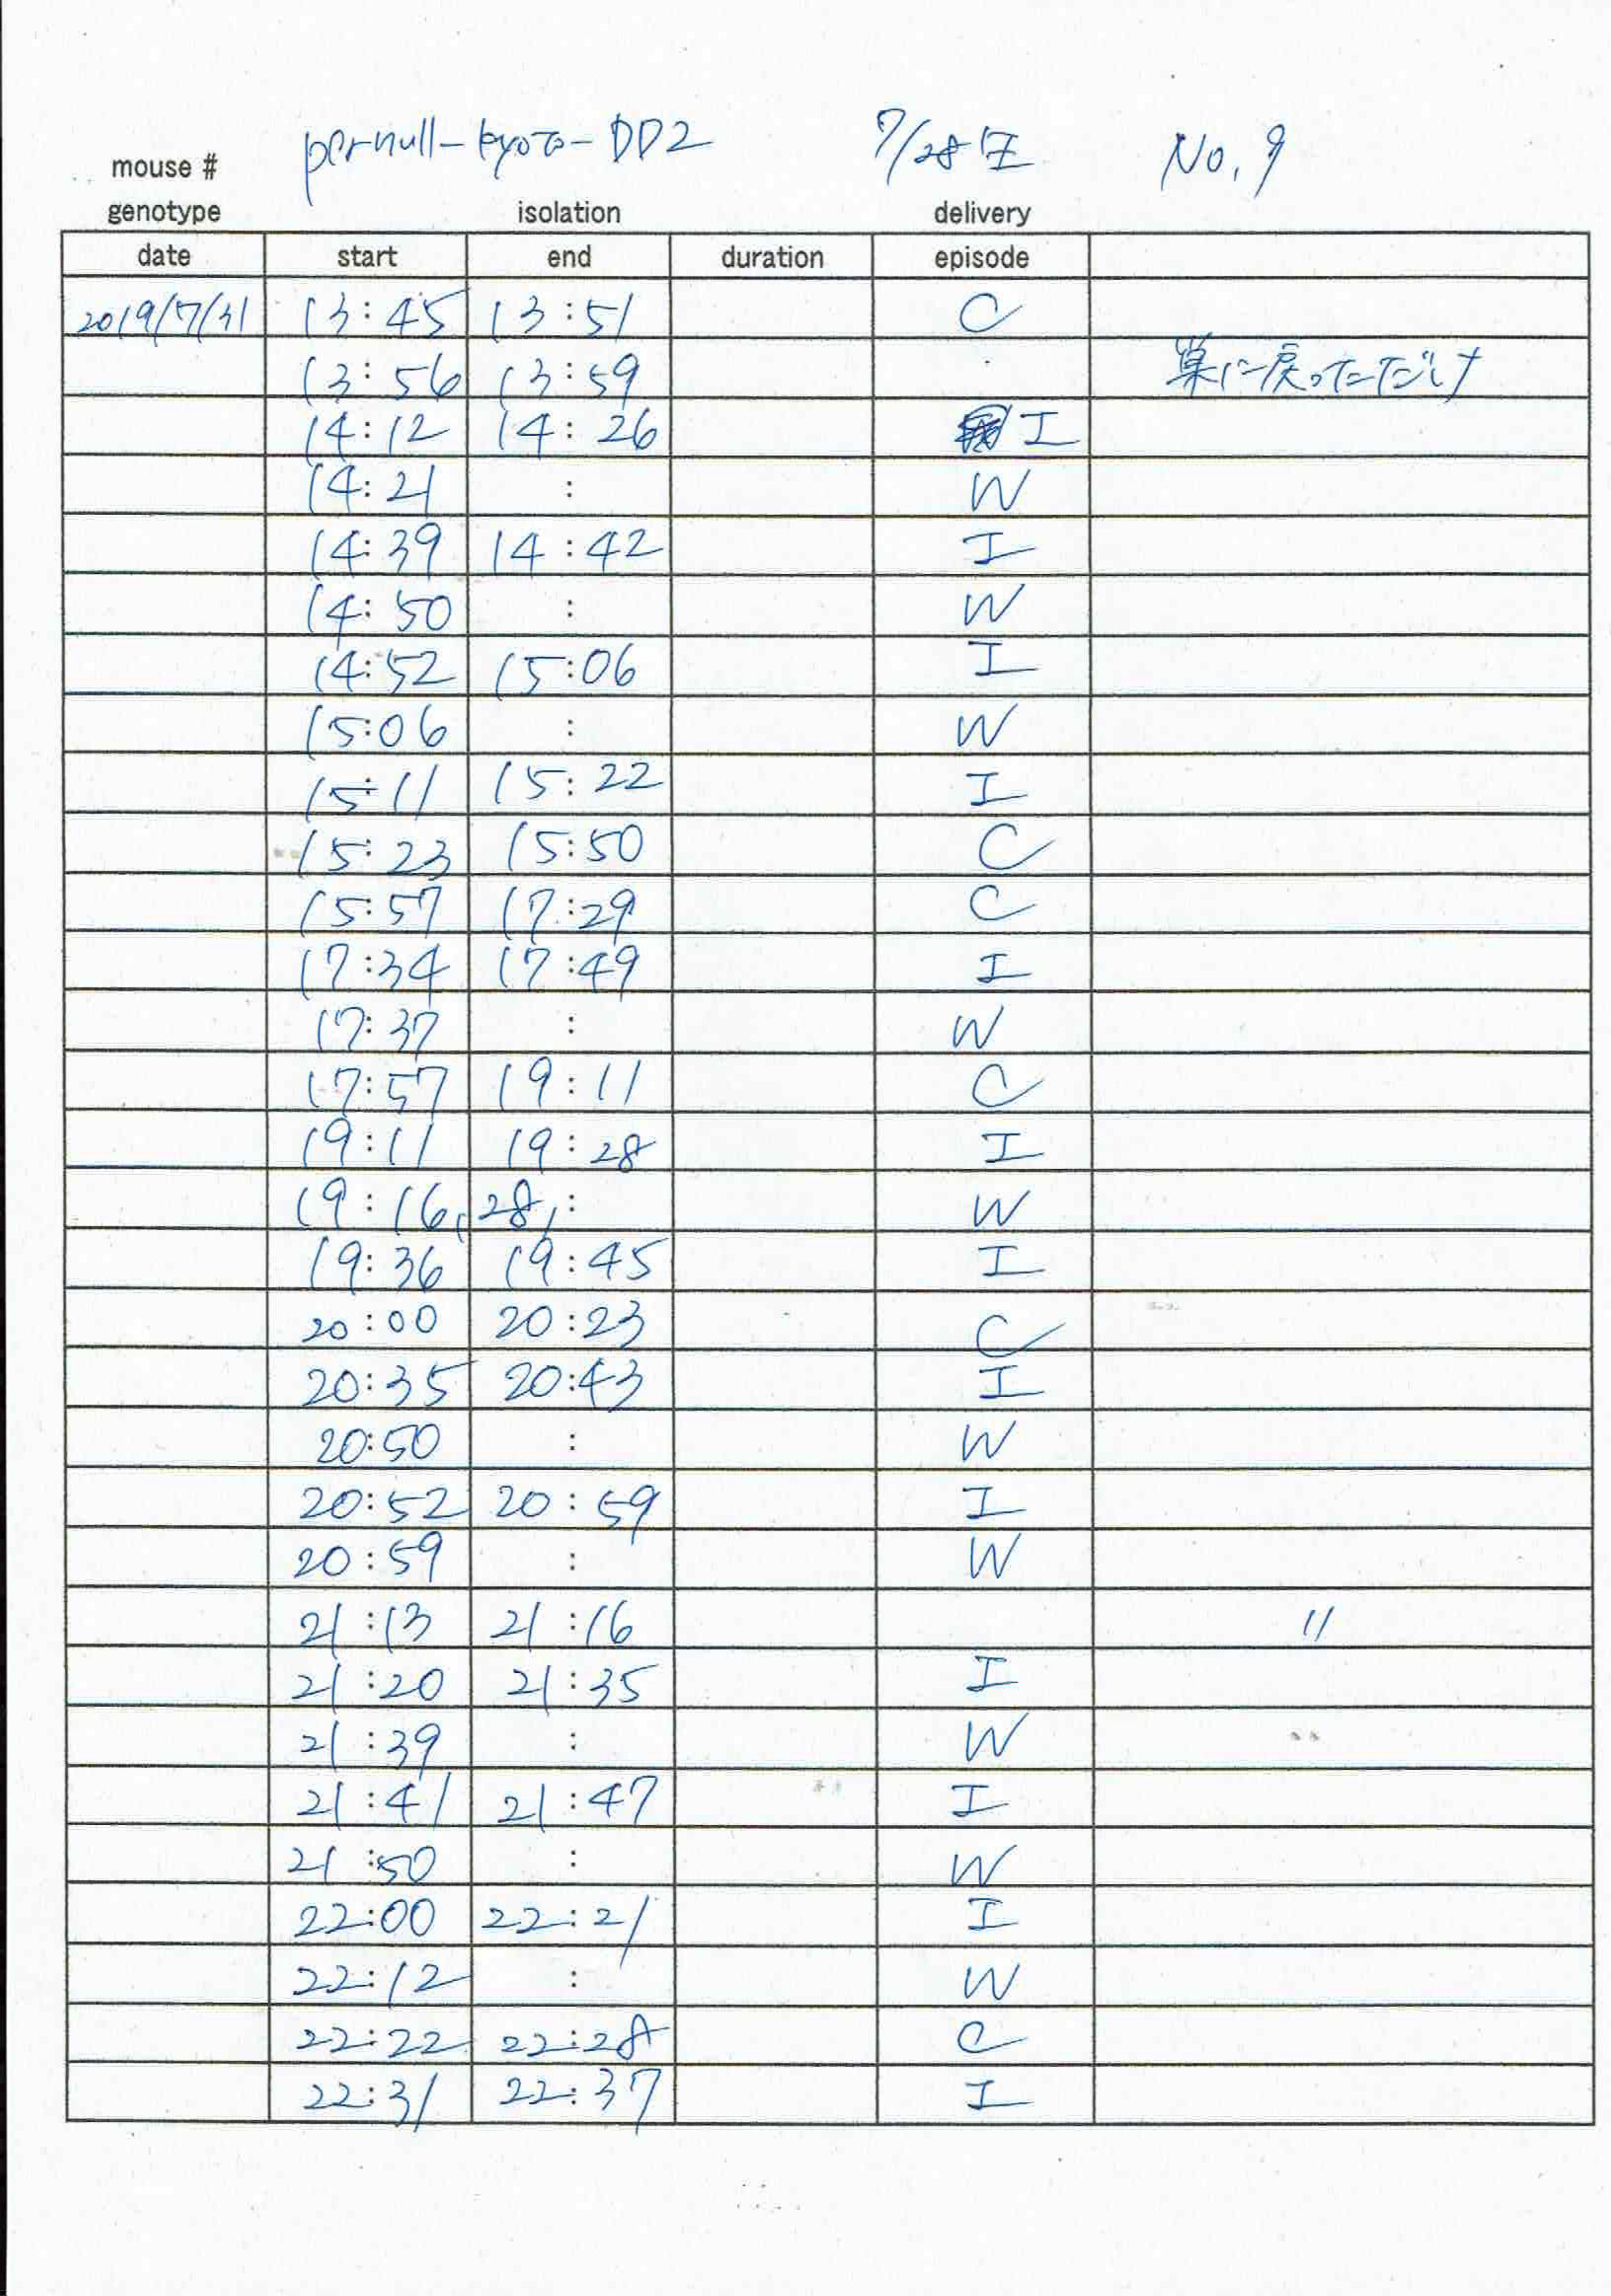 pernull-kyoto-DD2 7/28 No. 9
mouse #
genotype isolation delivery
date start end duration episode
2019/7/31 13:45 13:51 C
13:56 13:59 巣に戻っただけ
14:12 14:26 I
14:21 : W
14:39 14:42 I
14:50 : W
14:52 15:06 I
15:06 : W
15:11 15:22 I
15:23 15:50 C
15:57 17:29 C
17:34 17:49 I
17:37 : W
17:57 19:11 C
19:11 19:28 I
19:16, 28, : W
19:36 19:45 I
20:00 20:23 C
20:35 20:43 I
20:50 : W
20:52 20:59 I
20:59 : W
21:13 21:16 〃
21:20 21:35 I
21:39 : W
21:41 21:47 I
21:50 : W
22:00 22:21 I
22:12 : W
22:22 22:28 C
22:31 22:37 I